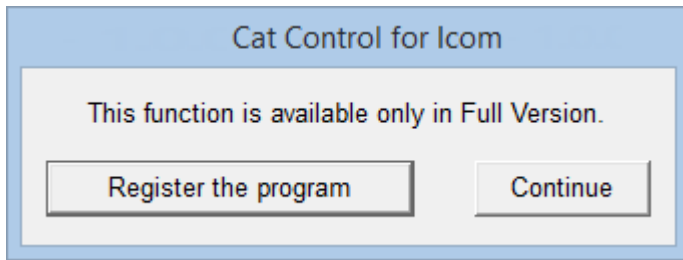 Cat Control for Icom
This function is available only in Full Version.
Register the program Continue